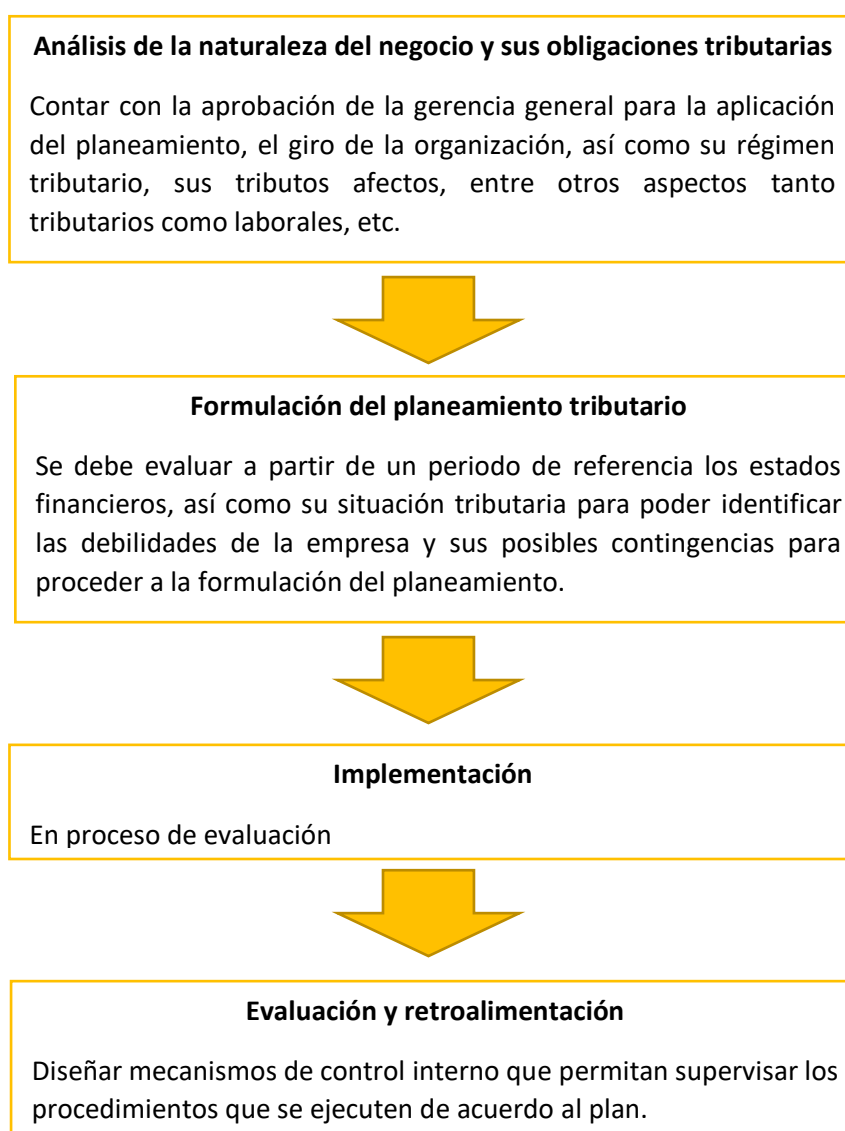 Análisis de la naturaleza del negocio y sus obligaciones tributarias
Contar con la aprobación de la gerencia general para la aplicación
del planeamiento, el giro de la organización, así como su régimen
tributario, sus tributos afectos, entre otros aspectos tanto
tributarios como laborales, etc.
Formulación del planeamiento tributario
Se debe evaluar a partir de un periodo de referencia los estados
financieros, así como su situación tributaria para poder identificar
las debilidades de la empresa y sus posibles contingencias para
proceder a la formulación del planeamiento.
Implementación
En proceso de evaluación
Evaluación y retroalimentación
Diseñar mecanismos de control interno que permitan supervisar los
procedimientos que se ejecuten de acuerdo al plan.